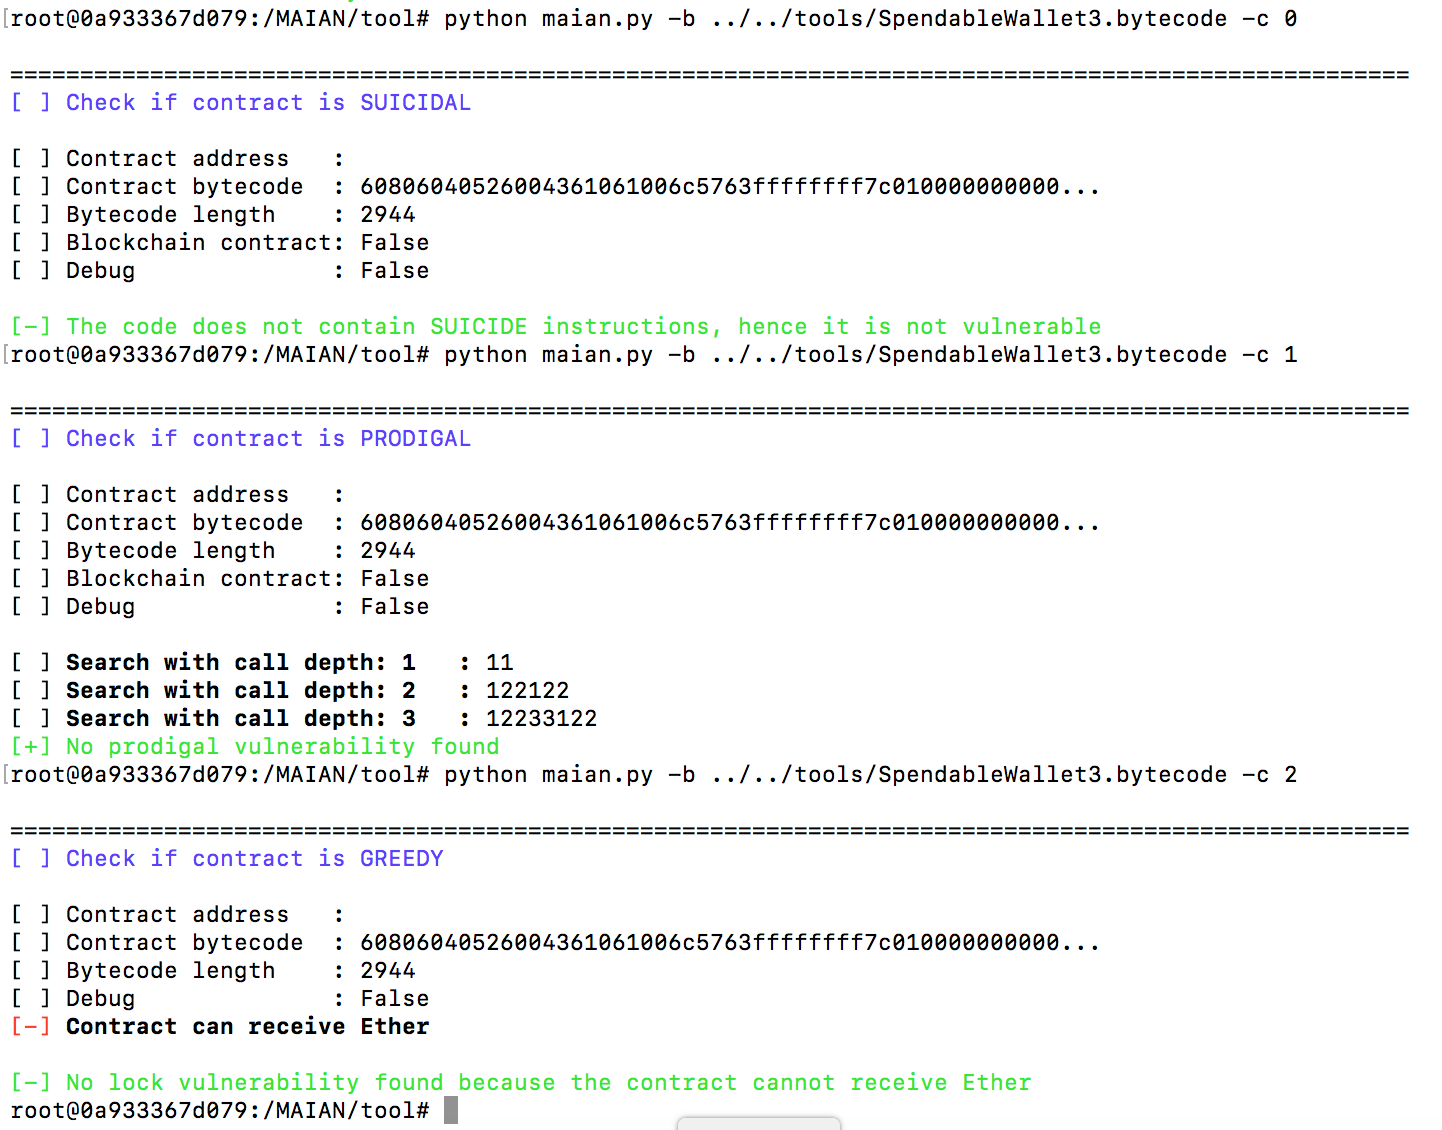 root@0a933367d079:/MAIAN/tool# python maian.py -b ../../tools/SpendableWallet3.bytecode -c 0
====================================================================================================
[ ] Check if contract is SUICIDAL
[ ] Contract address   :
[ ] Contract bytecode  : 60806040526004361061006c5763ffffffff7c010000000000...
[ ] Bytecode length    : 2944
[ ] Blockchain contract: False
[ ] Debug              : False
[-] The code does not contain SUICIDE instructions, hence it is not vulnerable
root@0a933367d079:/MAIAN/tool# python maian.py -b ../../tools/SpendableWallet3.bytecode -c 1
====================================================================================================
[ ] Check if contract is PRODIGAL
[ ] Contract address   :
[ ] Contract bytecode  : 60806040526004361061006c5763ffffffff7c010000000000...
[ ] Bytecode length    : 2944
[ ] Blockchain contract: False
[ ] Debug              : False
[ ] Search with call depth: 1   : 11
[ ] Search with call depth: 2   : 122122
[ ] Search with call depth: 3   : 12233122
[+] No prodigal vulnerability found
root@0a933367d079:/MAIAN/tool# python maian.py -b ../../tools/SpendableWallet3.bytecode -c 2
====================================================================================================
[ ] Check if contract is GREEDY
[ ] Contract address   :
[ ] Contract bytecode  : 60806040526004361061006c5763ffffffff7c010000000000...
[ ] Bytecode length    : 2944
[ ] Debug              : False
[-] Contract can receive Ether
[-] No lock vulnerability found because the contract cannot receive Ether
root@0a933367d079:/MAIAN/tool#